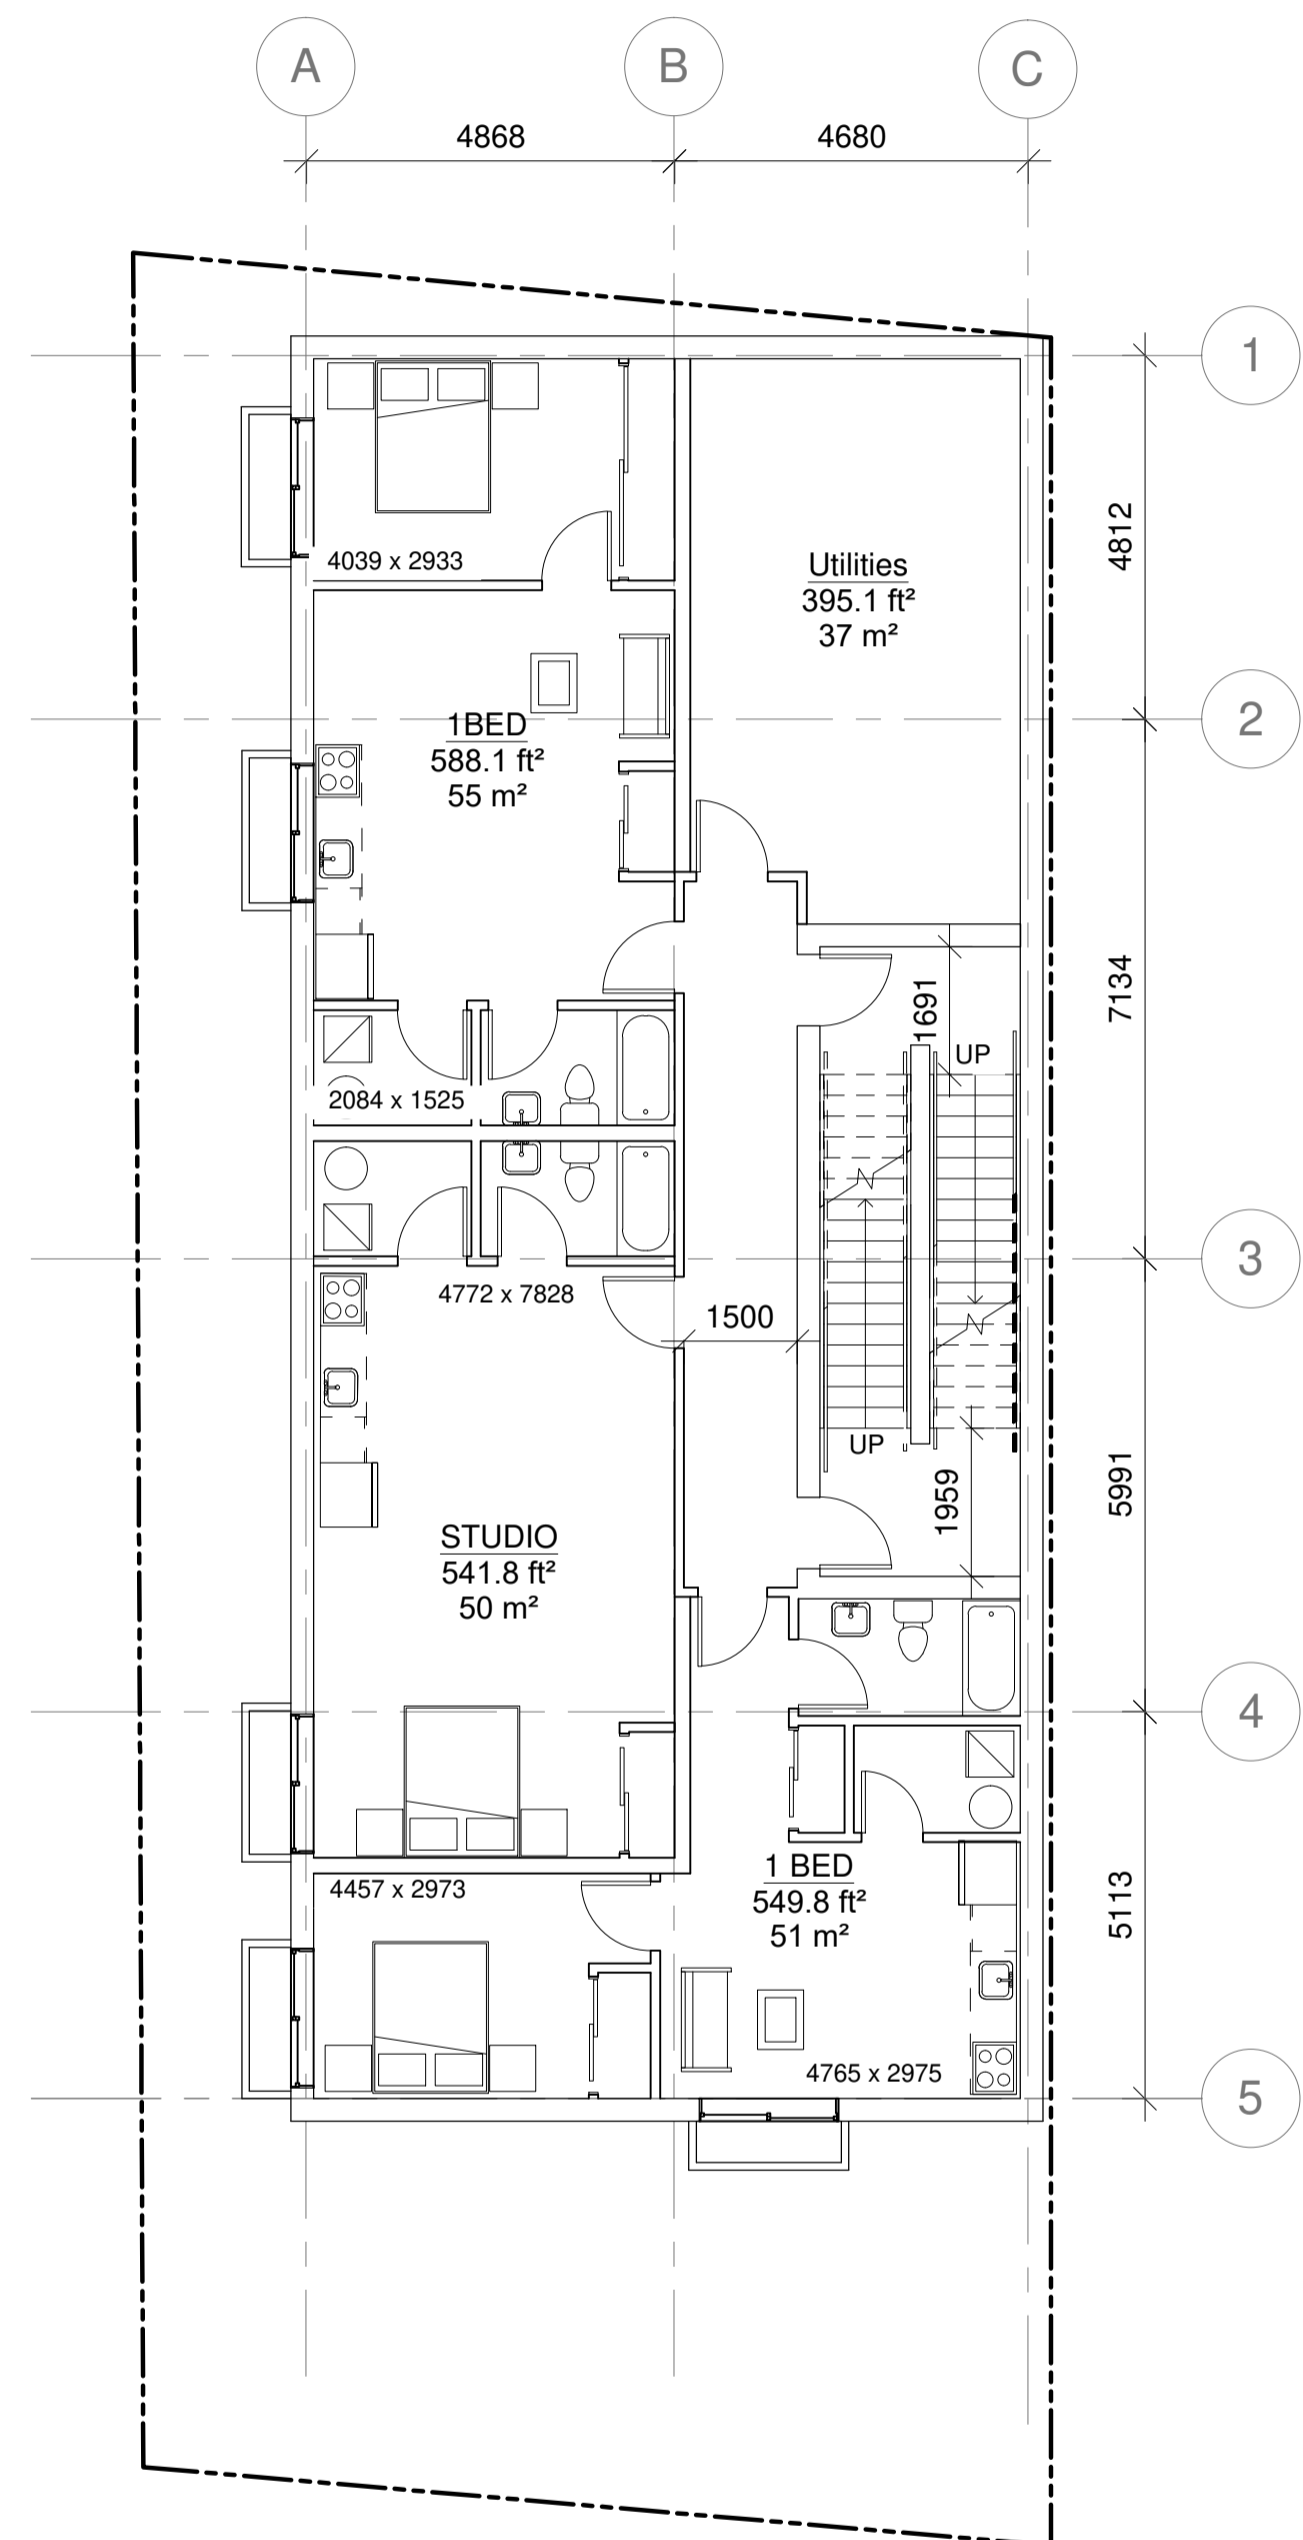 A
B
C
4868
4680
1
4812
4039 x 2933
Utilities
395.1 ft²
37 m²
2
1BED
588.1 ft²
55 m²
7134
1691
UP
2084 x 1525
3
4772 x 7828
1500
UP
5991
1959
STUDIO
541.8 ft²
50 m²
4
1 BED
549.8 ft²
51 m²
4457 x 2973
5113
4765 x 2975
5